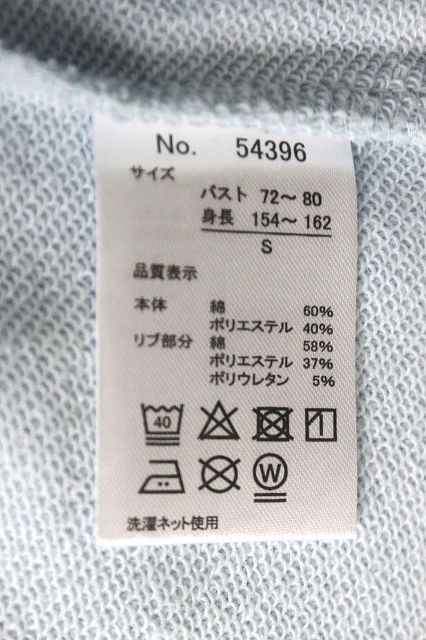 No. 54396
サイズ
バスト 72～ 80
身長 154～ 162
S
品質表示
本体 綿 60%
ポリエステル 40%
リブ部分 綿 58%
ポリエステル 37%
ポリウレタン 5%
40
W
洗濯ネット使用